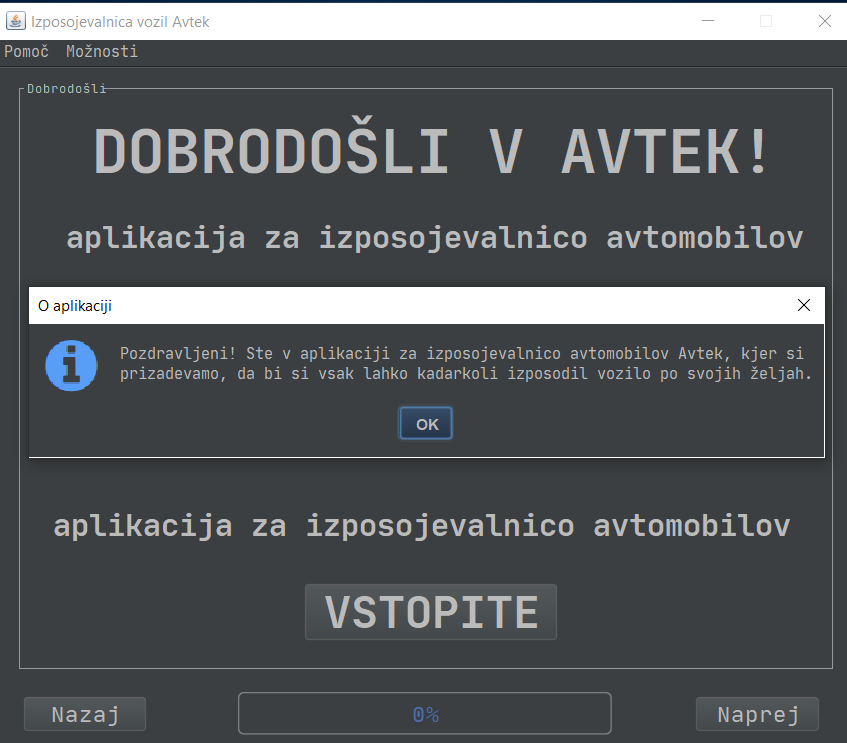 Izposojevalnica vozil Avtek
Pomoč Možnosti
Dobrodošli
DOBRODOŠLI V AVTEK!
aplikacija za izposojevalnico avtomobilov
O aplikaciji
Pozdravljeni! Ste v aplikaciji za izposojevalnico avtomobilov Avtek, kjer si
prizadevamo, da bi si vsak lahko kadarkoli izposodil vozilo po svojih željah.
OK
aplikacija za izposojevalnico avtomobilov
VSTOPITE
Nazaj 0% Naprej